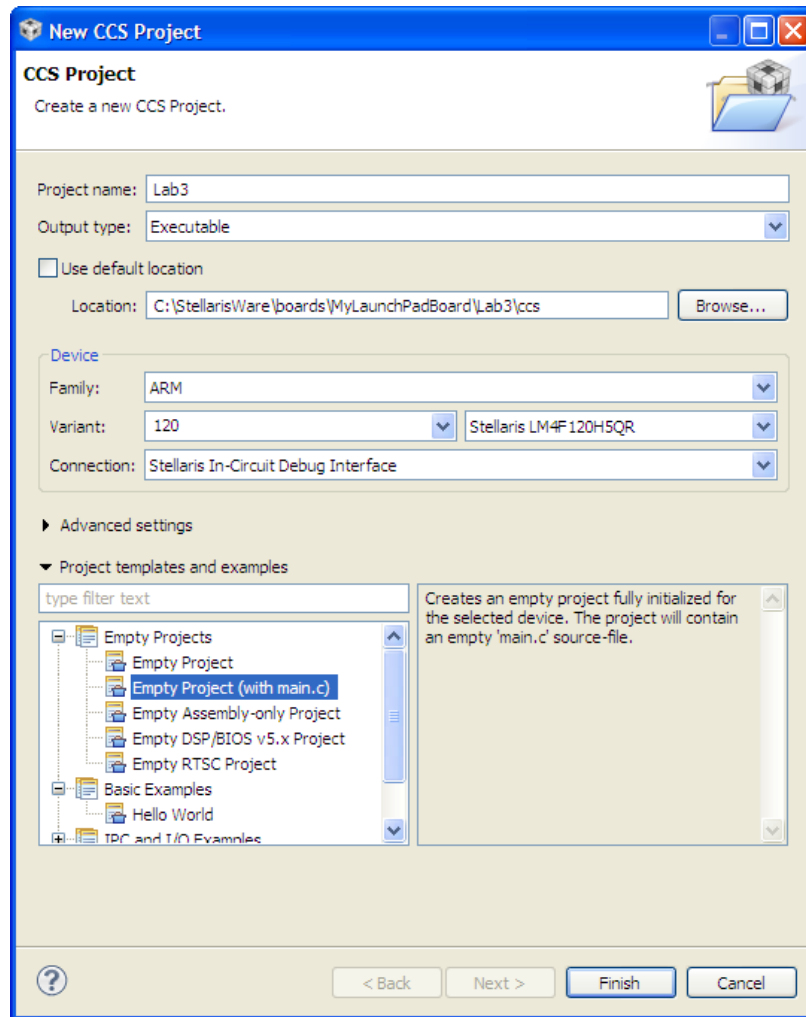 New CCS Project
CCS Project
Create a new CCS Project.
Project name: Lab3
Output type: Executable
Use default location
Location: C:\StellarisWare\boards\MyLaunchPadBoard\Lab3\ccs Browse...
Device
Family: ARM
Variant: 120 Stellaris LM4F120H5QR
Connection: Stellaris In-Circuit Debug Interface
Advanced settings
Project templates and examples
type filter text
Empty Projects
Empty Project
Empty Project (with main.c)
Empty Assembly-only Project
Empty DSP/BIOS v5.x Project
Empty RTSC Project
Basic Examples
Hello World
IPC and I/O Examples
Creates an empty project fully initialized for
the selected device. The project will contain
an empty 'main.c' source-file.
? < Back Next > Finish Cancel